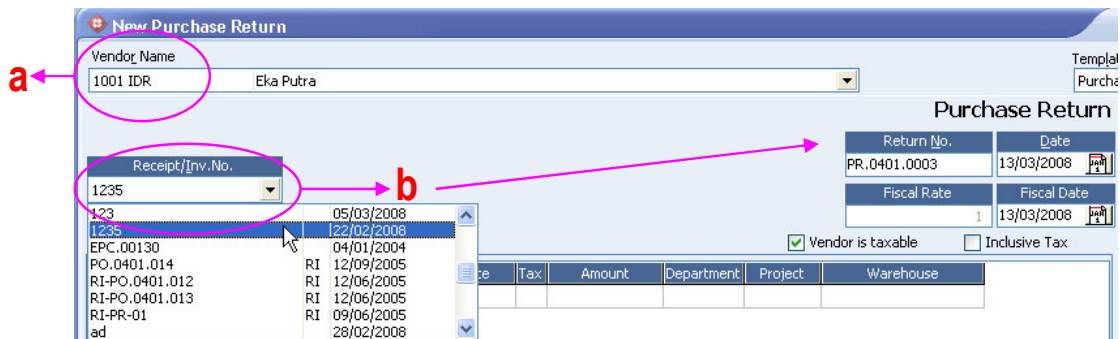 New Purchase Return
Vendor Name
Templat
a
1001 IDR Eka Putra
Purcha
Purchase Return
Return No. Date
Receipt/Inv.No.
PR.0401.0003 13/03/2008
1235
b
Fiscal Rate Fiscal Date
123 05/03/2008
1 13/03/2008
1235 22/02/2008
EPC.00130 04/01/2004
Vendor is taxable Inclusive Tax
PO.0401.014 RI 12/09/2005
Tax Amount Department Project Warehouse
RI-PO.0401.012 RI 12/06/2005
RI-PO.0401.013 RI 12/06/2005
RI-PR-01 RI 09/06/2005
ad 28/02/2008